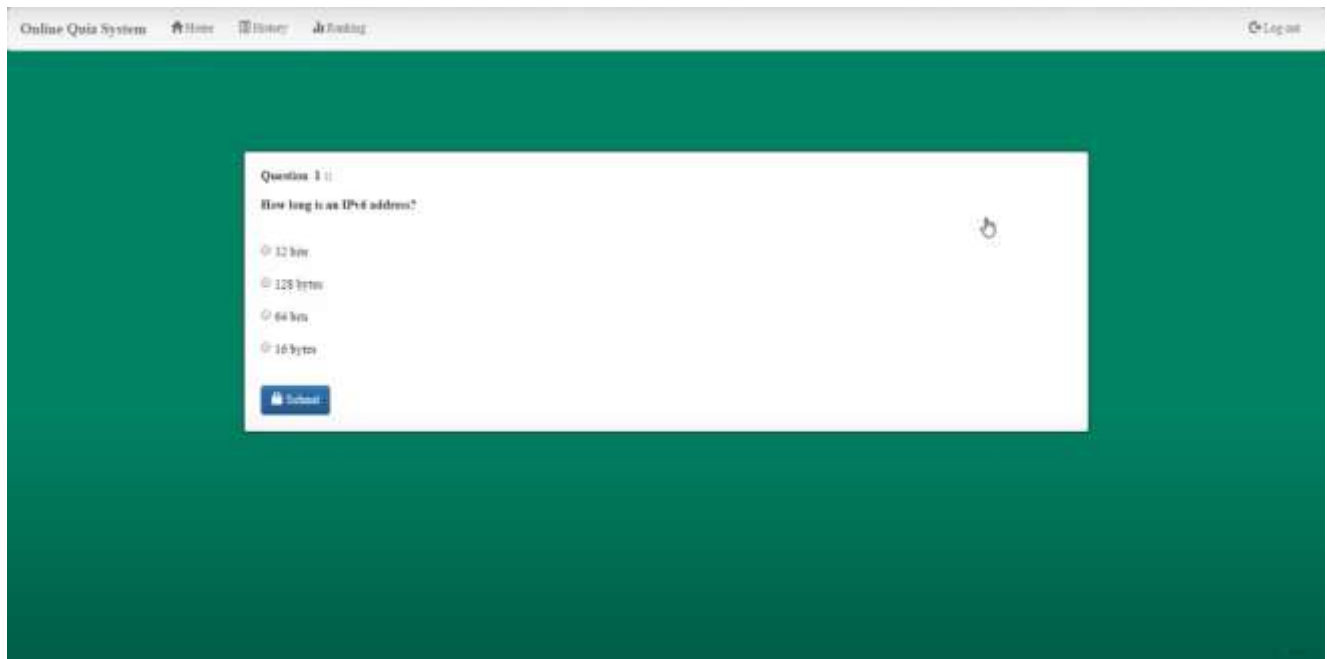 Online Quiz System Home History Ranking Log out
Question 1 ::
How long is an IPv6 address?
32 bits
128 bytes
64 bits
16 bytes
Submit